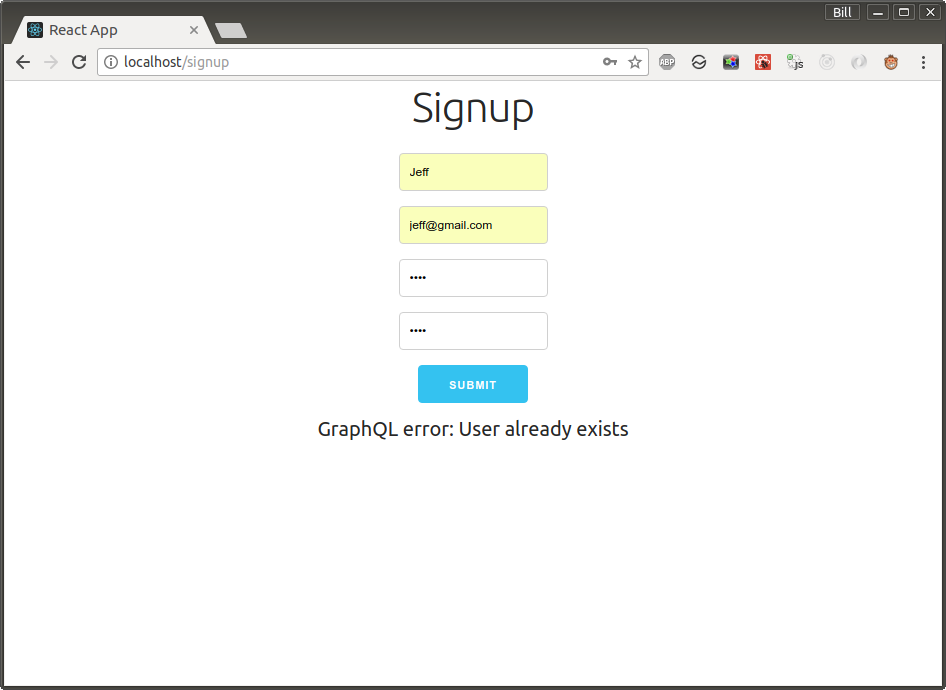 Bill
React App
localhost/signup
ABP
js
Signup
Jeff
jeff@gmail.com
••••
••••
SUBMIT
GraphQL error: User already exists